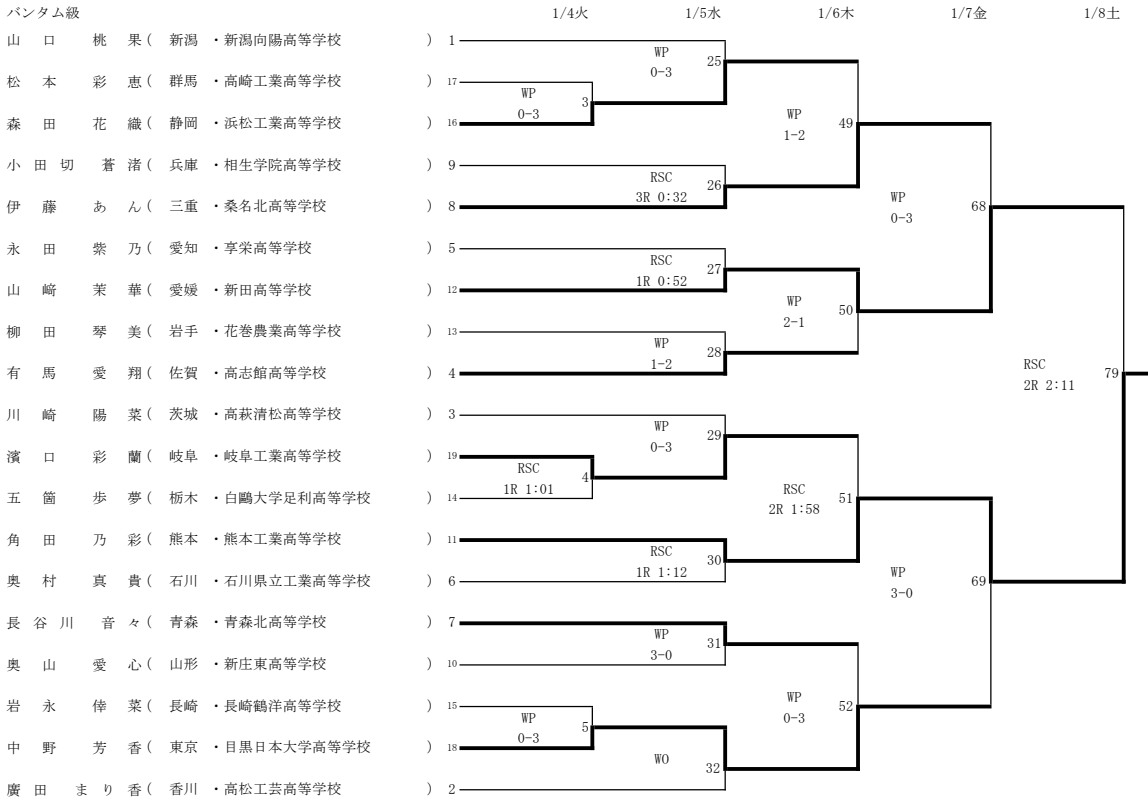 バンタム級 1/4火 1/5水 1/6木 1/7金 1/8土
山口 桃果 ( 新潟 ・新潟向陽高等学校 ) 1
WP 0-3 25
松本 彩恵 ( 群馬 ・高崎工業高等学校 ) 17
WP 0-3 3
森田 花織 ( 静岡 ・浜松工業高等学校 ) 16
WP 1-2 49
小田切 蒼渚 ( 兵庫 ・相生学院高等学校 ) 9
RSC 3R 0:32 26
伊藤 あん ( 三重 ・桑名北高等学校 ) 8
WP 0-3 68
永田 紫乃 ( 愛知 ・享栄高等学校 ) 5
RSC 1R 0:52 27
山﨑 茉華 ( 愛媛 ・新田高等学校 ) 12
WP 2-1 50
柳田 琴美 ( 岩手 ・花巻農業高等学校 ) 13
WP 1-2 28
有馬 愛翔 ( 佐賀 ・高志館高等学校 ) 4
RSC 2R 2:11 79
川崎 陽菜 ( 茨城 ・高萩清松高等学校 ) 3
WP 0-3 29
濱口 彩蘭 ( 岐阜 ・岐阜工業高等学校 ) 19
RSC 1R 1:01 4
五箇 歩夢 ( 栃木 ・白鷗大学足利高等学校 ) 14
RSC 2R 1:58 51
角田 乃彩 ( 熊本 ・熊本工業高等学校 ) 11
RSC 1R 1:12 30
奥村 真貴 ( 石川 ・石川県立工業高等学校 ) 6
WP 3-0 69
長谷川 音々 ( 青森 ・青森北高等学校 ) 7
WP 3-0 31
奥山 愛心 ( 山形 ・新庄東高等学校 ) 10
岩永 倖菜 ( 長崎 ・長崎鶴洋高等学校 ) 15
WP 0-3 52
WP 0-3 5
中野 芳香 ( 東京 ・目黒日本大学高等学校 ) 18
WO 32
廣田 まり香 ( 香川 ・高松工芸高等学校 ) 2